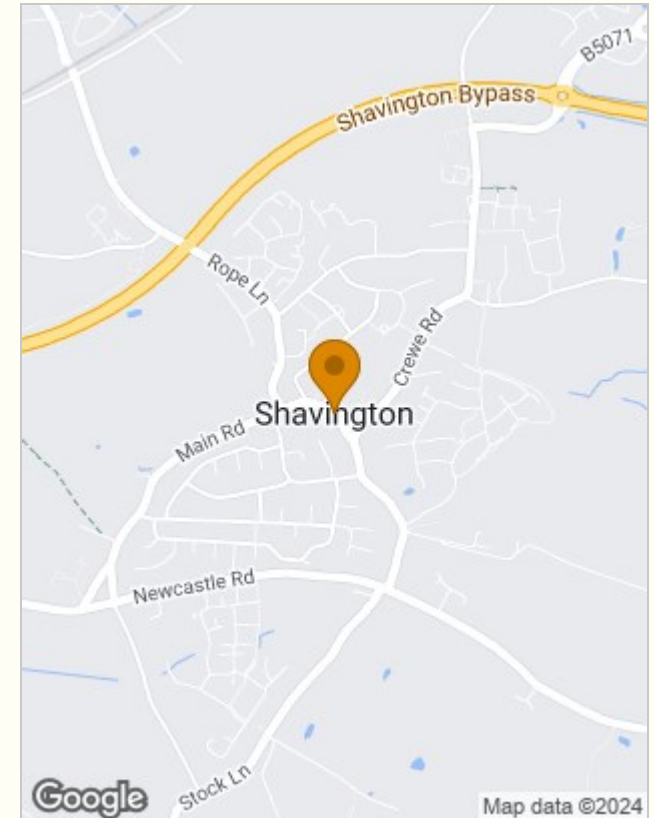 B5071
Shavington Bypass
Rope Ln
Crewe Rd
Shavington
Main Rd
Newcastle Rd
Stock Ln
Google
Map data ©2024